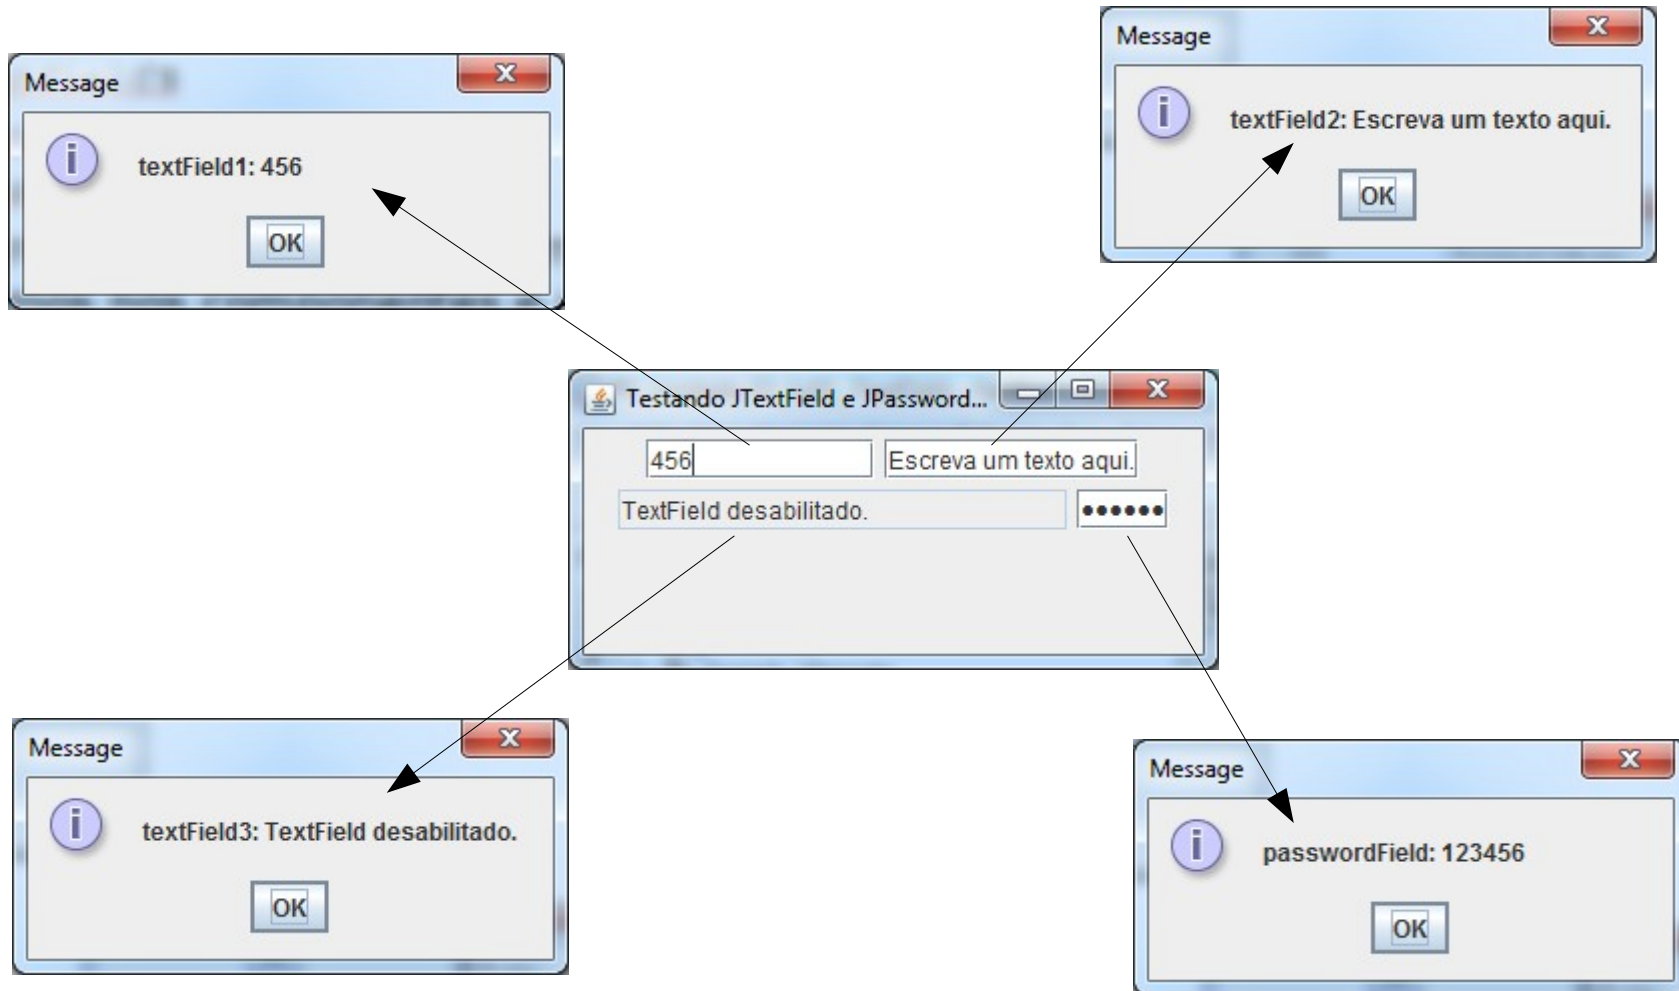 Message
textField1: 456
OK
Message
textField2: Escreva um texto aqui.
OK
Testando JTextField e JPassword...
456
Escreva um texto aqui.
TextField desabilitado.
••••••
Message
textField3: TextField desabilitado.
OK
Message
passwordField: 123456
OK